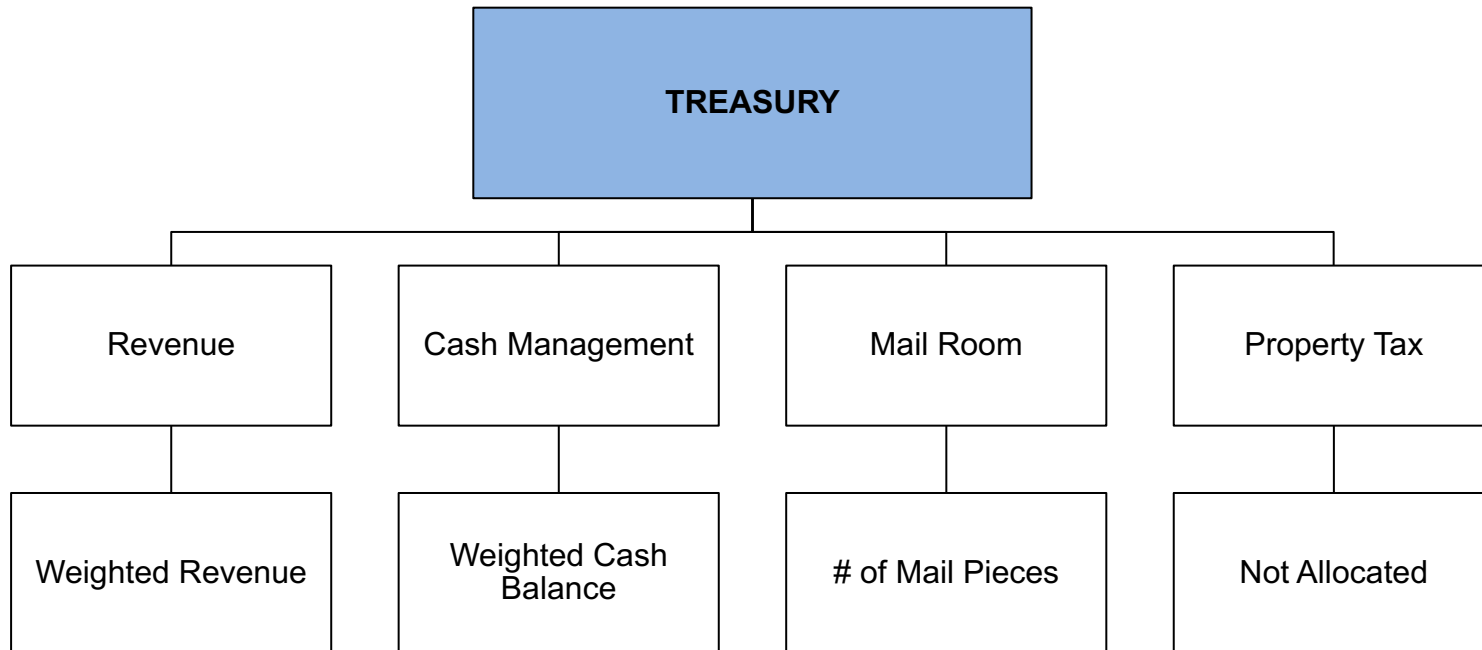 TREASURY
Revenue
Cash Management
Mail Room
Property Tax
Weighted Revenue
Weighted Cash
Balance
# of Mail Pieces
Not Allocated